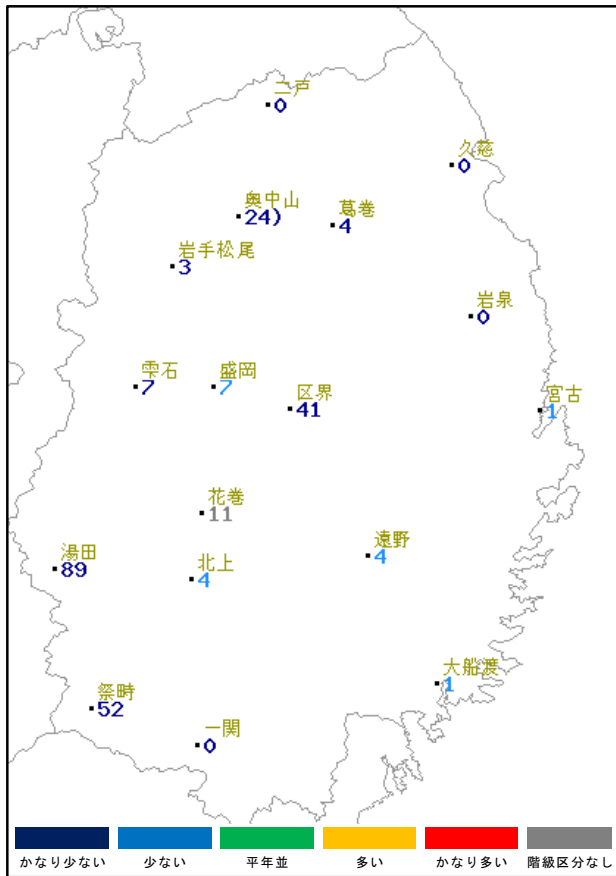 二戸
0
久慈
0
奥中山
24)
葛巻
4
岩手松尾
3
岩泉
0
雫石
7
盛岡
7
区界
41
宮古
1
花巻
11
湯田
89
北上
4
遠野
4
大船渡
1
祭畤
52
一関
0
かなり少ない 少ない 平年並 多い かなり多い 階級区分なし